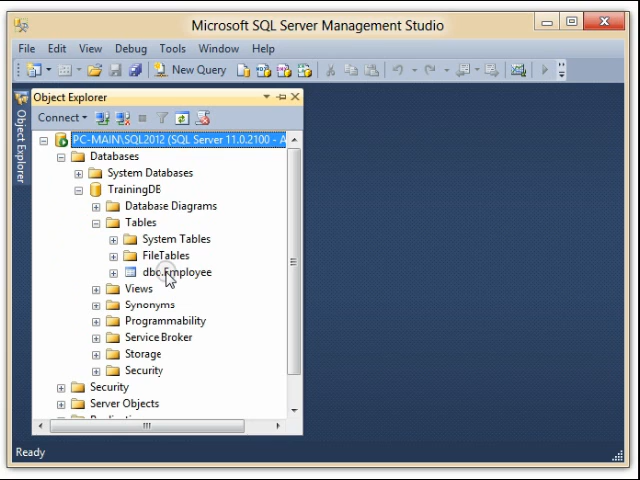 Microsoft SQL Server Management Studio
File Edit View Debug Tools Window Help
New Query
Object Explorer
Object Explorer
Connect
PC-MAIN\SQL2012 (SQL Server 11.0.2100 - A
Databases
System Databases
TrainingDB
Database Diagrams
Tables
System Tables
FileTables
dbo.Employee
Views
Synonyms
Programmability
Service Broker
Storage
Security
Security
Server Objects
Ready